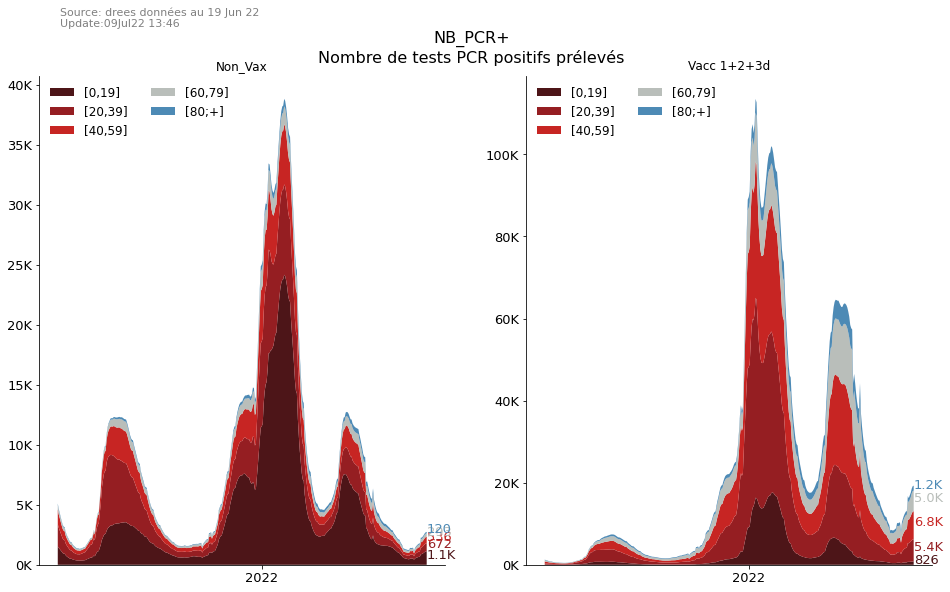 Source: drees données au 19 Jun 22
Update:09Jul22 13:46
NB_PCR+
Nombre de tests PCR positifs prélevés
Non_Vax
40K
35K
30K
25K
20K
15K
10K
5K
0K
[0,19]
[20,39]
[40,59]
[60,79]
[80;+]
120
536
672
1.1K
2022
Vacc 1+2+3d
100K
80K
60K
40K
20K
0K
[0,19]
[20,39]
[40,59]
[60,79]
[80;+]
1.2K
5.0K
6.8K
5.4K
826
2022